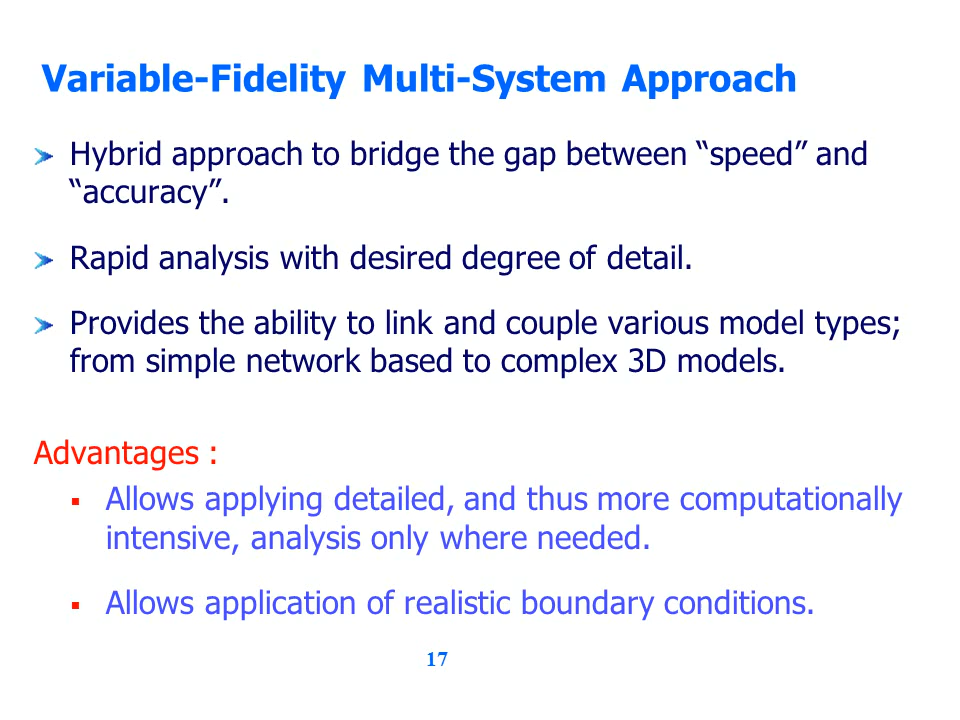 Variable-Fidelity Multi-System Approach
Hybrid approach to bridge the gap between “speed” and
“accuracy”.
Rapid analysis with desired degree of detail.
Provides the ability to link and couple various model types;
from simple network based to complex 3D models.
Advantages :
Allows applying detailed, and thus more computationally
intensive, analysis only where needed.
Allows application of realistic boundary conditions.
17